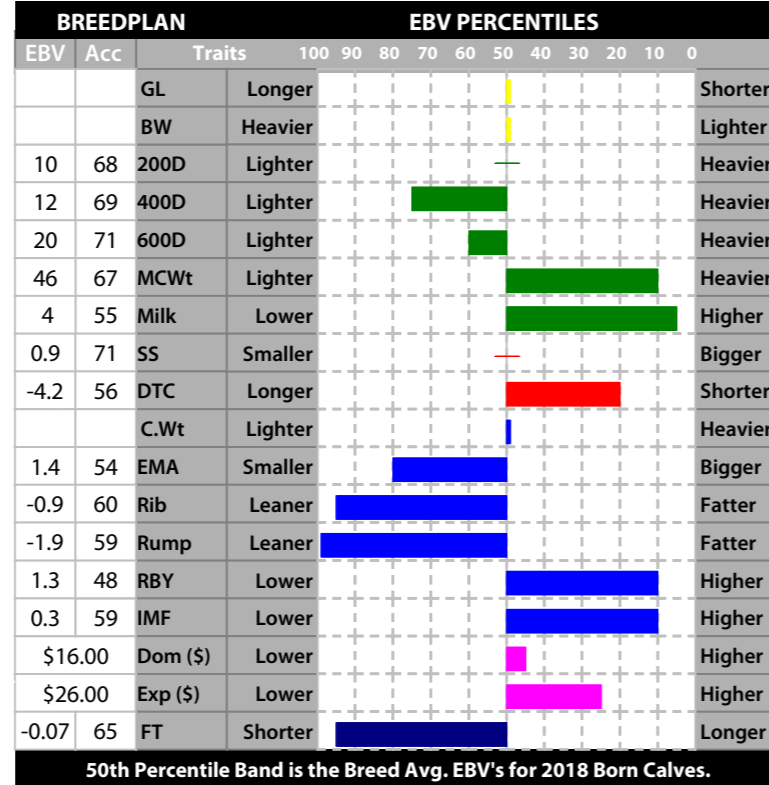 BREEDPLAN EBV PERCENTILES
EBV Acc Traits 100 90 80 70 60 50 40 30 20 10 0
GL Longer Shorter
BW Heavier Lighter
10 68 200D Lighter Heavier
12 69 400D Lighter Heavier
20 71 600D Lighter Heavier
46 67 MCWt Lighter Heavier
4 55 Milk Lower Higher
0.9 71 SS Smaller Bigger
-4.2 56 DTC Longer Shorter
C.Wt Lighter Heavier
1.4 54 EMA Smaller Bigger
-0.9 60 Rib Leaner Fatter
-1.9 59 Rump Leaner Fatter
1.3 48 RBY Lower Higher
0.3 59 IMF Lower Higher
$16.00 Dom ($) Lower Higher
$26.00 Exp ($) Lower Higher
-0.07 65 FT Shorter Longer
50th Percentile Band is the Breed Avg. EBV's for 2018 Born Calves.